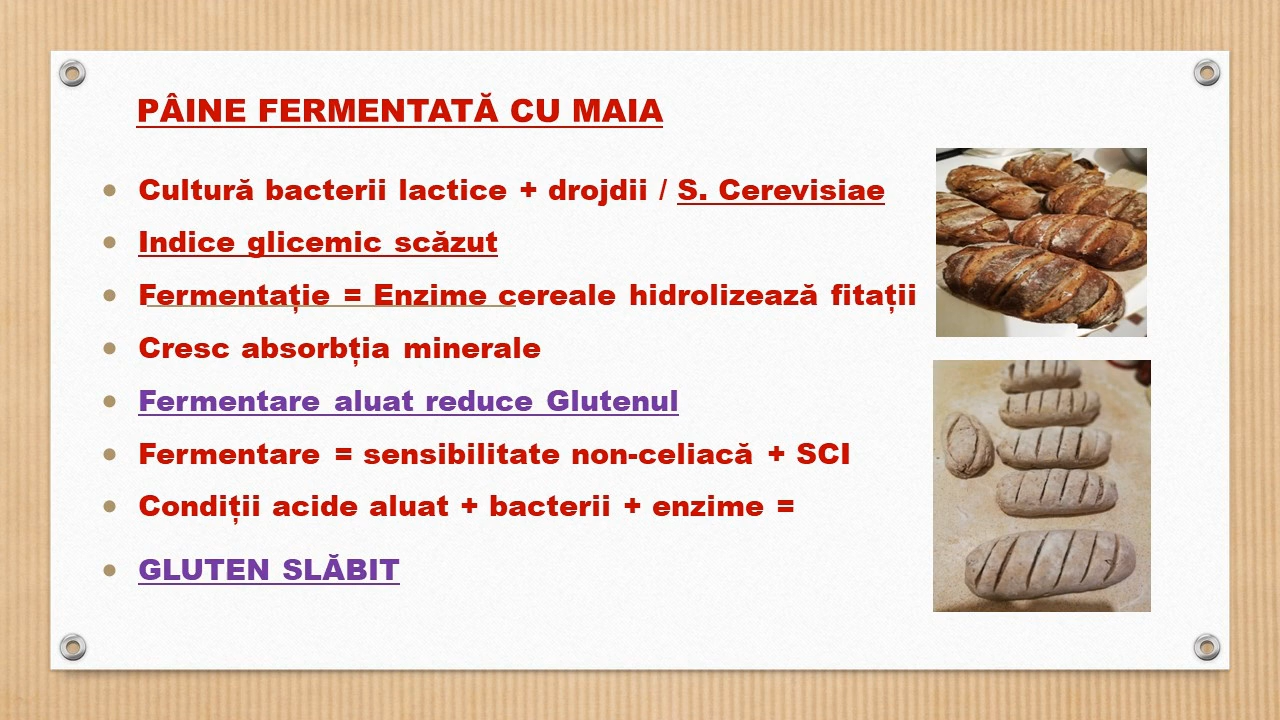 PÂINE FERMENTATĂ CU MAIA
Cultură bacterii lactice + drojdii / S. Cerevisiae
Indice glicemic scăzut
Fermentație = Enzime cereale hidrolizează fitații
Cresc absorbția minerale
Fermentare aluat reduce Glutenul
Fermentare = sensibilitate non-celiacă + SCI
Condiții acide aluat + bacterii + enzime =
GLUTEN SLĂBIT